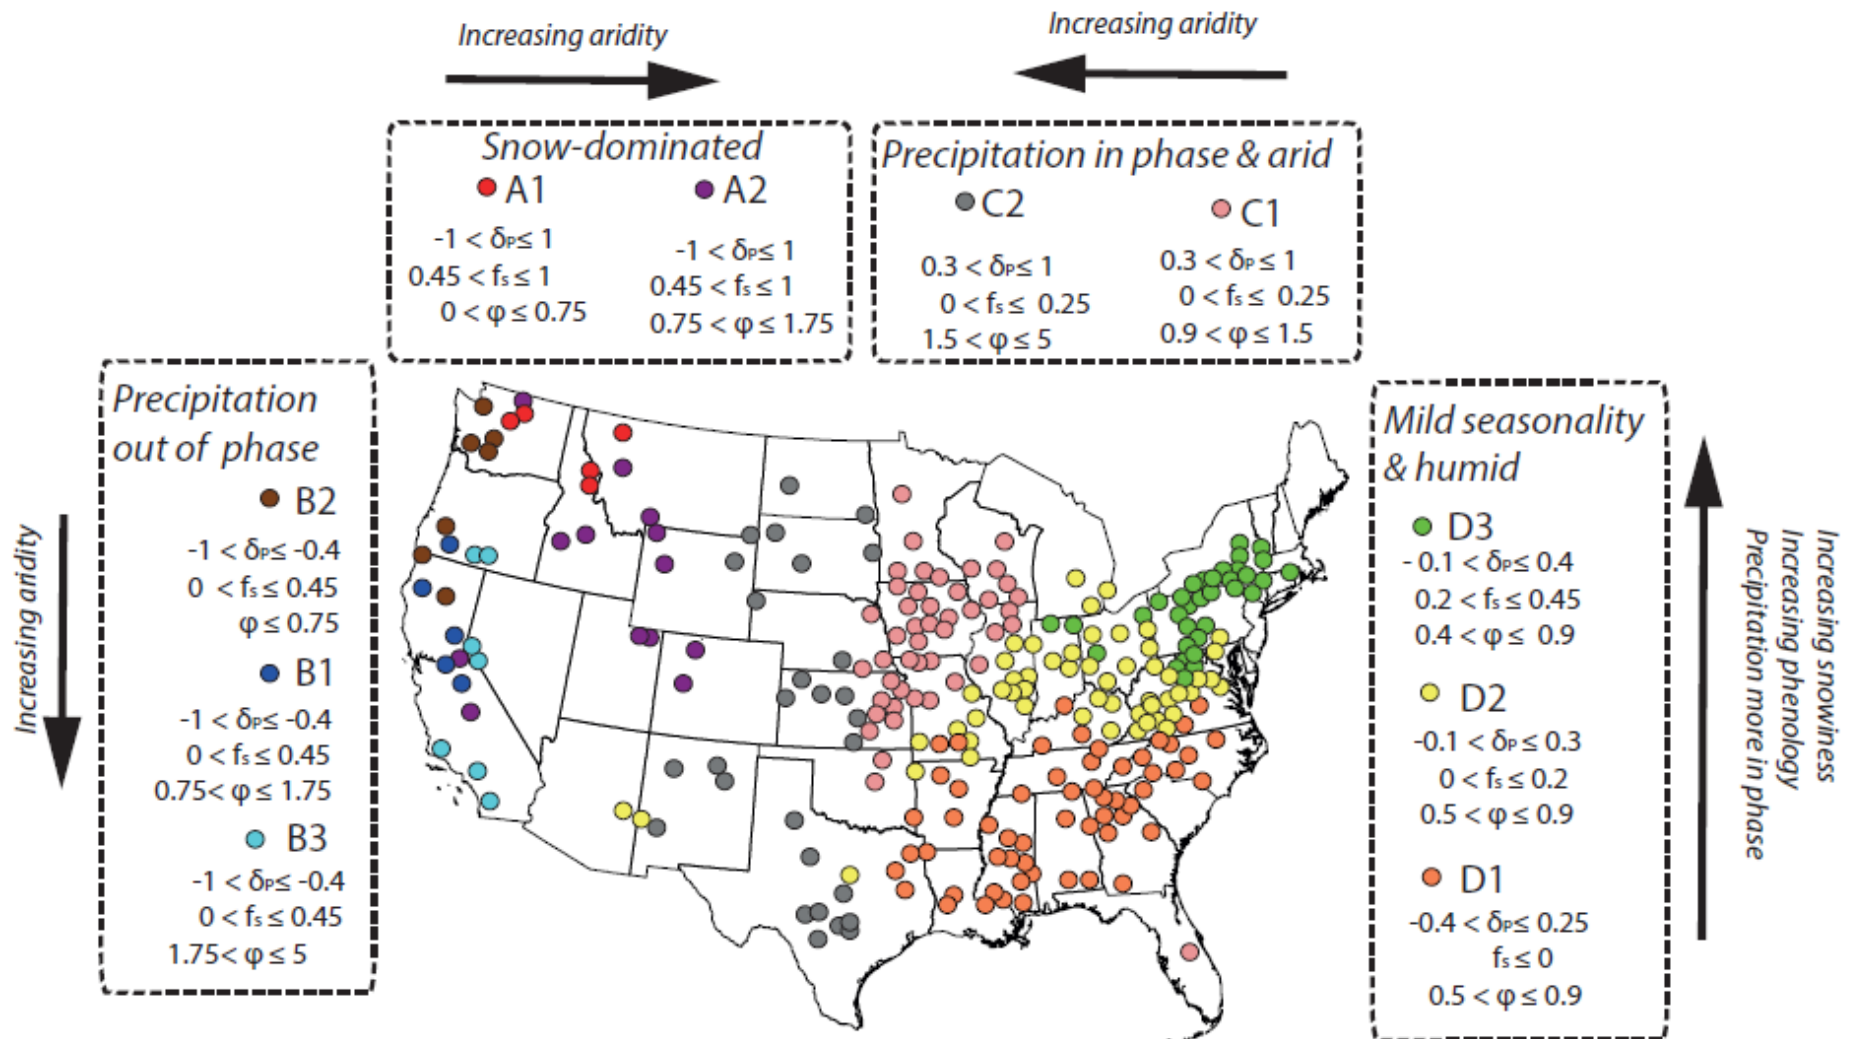 Increasing aridity
Increasing aridity
Snow-dominated
A1
-1 < δP≤ 1
0.45 < fs ≤ 1
0 < φ ≤ 0.75
A2
-1 < δP≤ 1
0.45 < fs ≤ 1
0.75 < φ ≤ 1.75
Precipitation in phase & arid
C2
0.3 < δP≤ 1
0 < fs ≤ 0.25
1.5 < φ ≤ 5
C1
0.3 < δP≤ 1
0 < fs ≤ 0.25
0.9 < φ ≤ 1.5
Increasing aridity
Precipitation
out of phase
B2
-1 < δP≤ -0.4
0 < fs ≤ 0.45
φ ≤ 0.75
B1
-1 < δP≤ -0.4
0 < fs ≤ 0.45
0.75< φ ≤ 1.75
B3
-1 < δP≤ -0.4
0 < fs ≤ 0.45
1.75< φ ≤ 5
Mild seasonality
& humid
D3
- 0.1 < δP≤ 0.4
0.2 < fs ≤ 0.45
0.4 < φ ≤ 0.9
D2
-0.1 < δP ≤ 0.3
0 < fs ≤ 0.2
0.5 < φ ≤ 0.9
D1
-0.4 < δP≤ 0.25
fs ≤ 0
0.5 < φ ≤ 0.9
Increasing snowiness
Increasing phenology
Precipitation more in phase